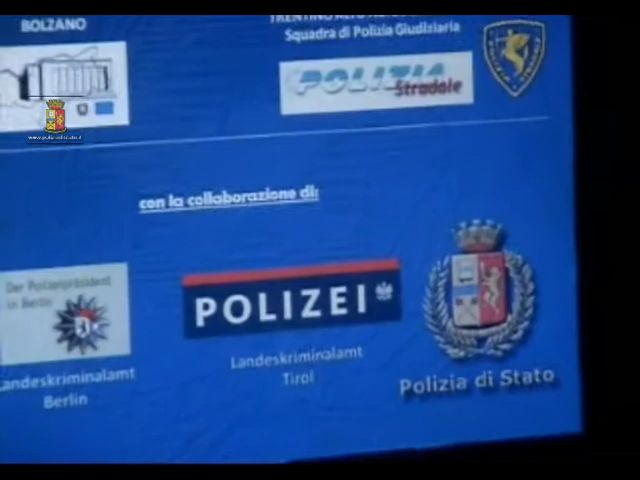 BOLZANO
Squadra di Polizia Giudiziaria
POLIZIA
Stradale
con la collaborazione di:
Der Polizeipräsident
in Berlin
POLIZEI
Landeskriminalamt
Berlin
Landeskriminalamt
Tirol
Polizia di Stato